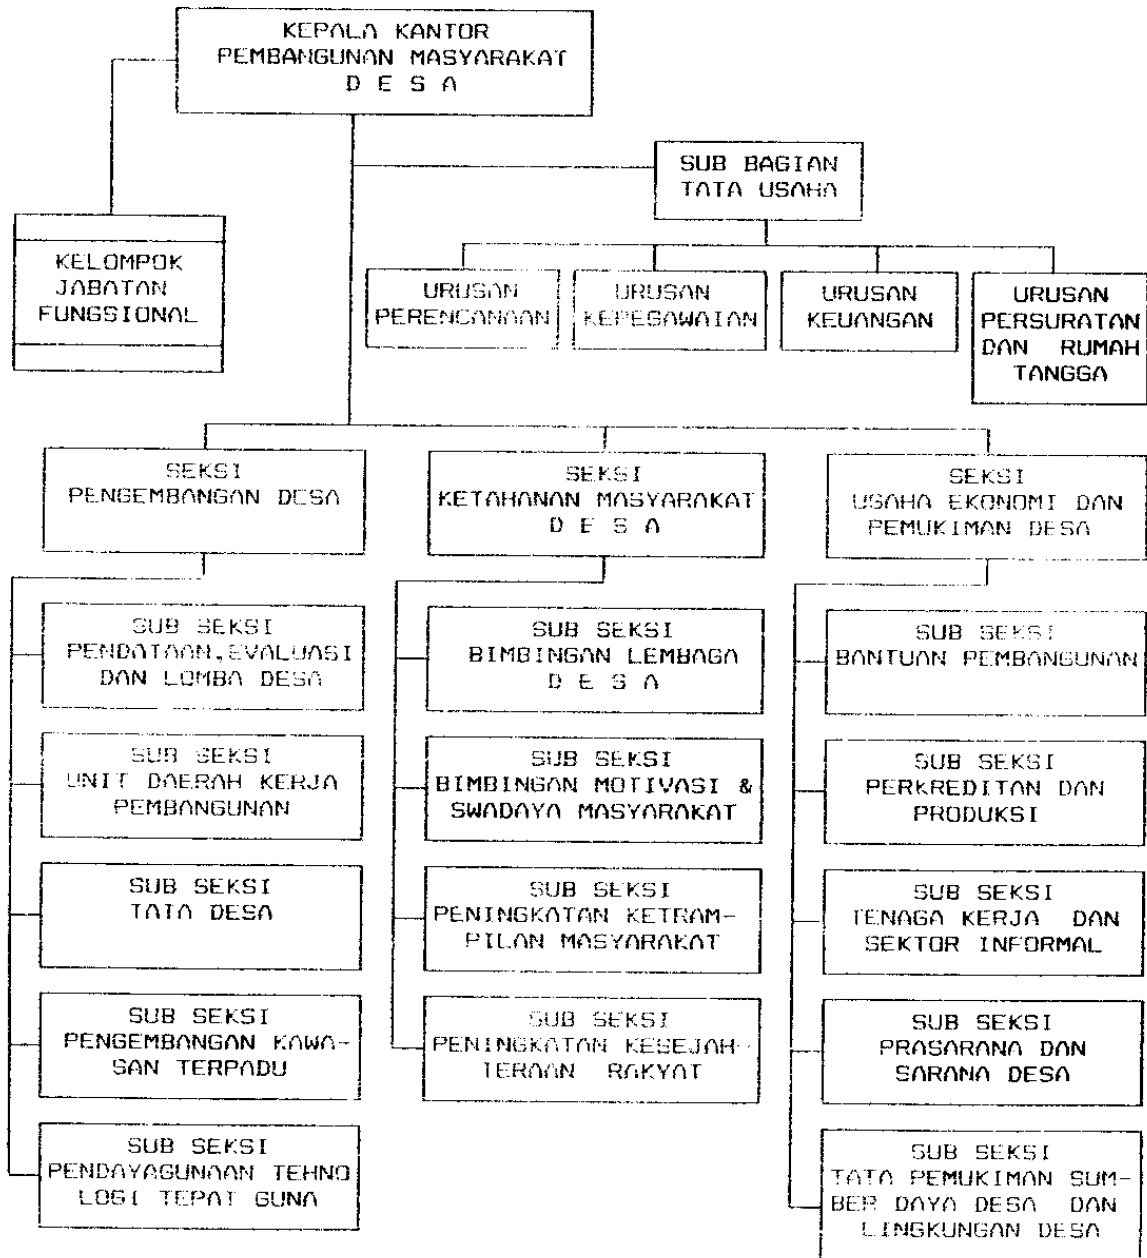 KEPALA KANTOR
PEMBANGUNAN MASYARAKAT
D E S A
SUB BAGIAN
TATA USAHA
KELOMPOK
JABATAN
FUNGSIONAL
URUSAN
PERENCANAAN
URUSAN
KEPEGAWAIAN
URUSAN
KEUANGAN
URUSAN
PERSURATAN
DAN RUMAH
TANGGA
SEKSI
PENGEMBANGAN DESA
SEKSI
KETAHANAN MASYARAKAT
D E S A
SEKSI
USAHA EKONOMI DAN
PEMUKIMAN DESA
SUB SEKSI
PENDATAAN,EVALUASI
DAN LOMBA DESA
SUB SEKSI
UNIT DAERAH KERJA
PEMBANGUNAN
SUB SEKSI
TATA DESA
SUB SEKSI
PENGEMBANGAN KAWA-
SAN TERPADU
SUB SEKSI
PENDAYAGUNAAN TEHNO
LOGI TEPAT GUNA
SUB SEKSI
BIMBINGAN LEMBAGA
D E S A
SUB SEKSI
BIMBINGAN MOTIVASI &
SWADAYA MASYARAKAT
SUB SEKSI
PENINGKATAN KETRAM-
PILAN MASYARAKAT
SUB SEKSI
PENINGKATAN KESEJAH-
TERAAN RAKYAT
SUB SEKSI
BANTUAN PEMBANGUNAN
SUB SEKSI
PERKREDITAN DAN
PRODUKSI
SUB SEKSI
TENAGA KERJA DAN
SEKTOR INFORMAL
SUB SEKSI
PRASARANA DAN
SARANA DESA
SUB SEKSI
TATA PEMUKIMAN SUM-
BER DAYA DESA DAN
LINGKUNGAN DESA